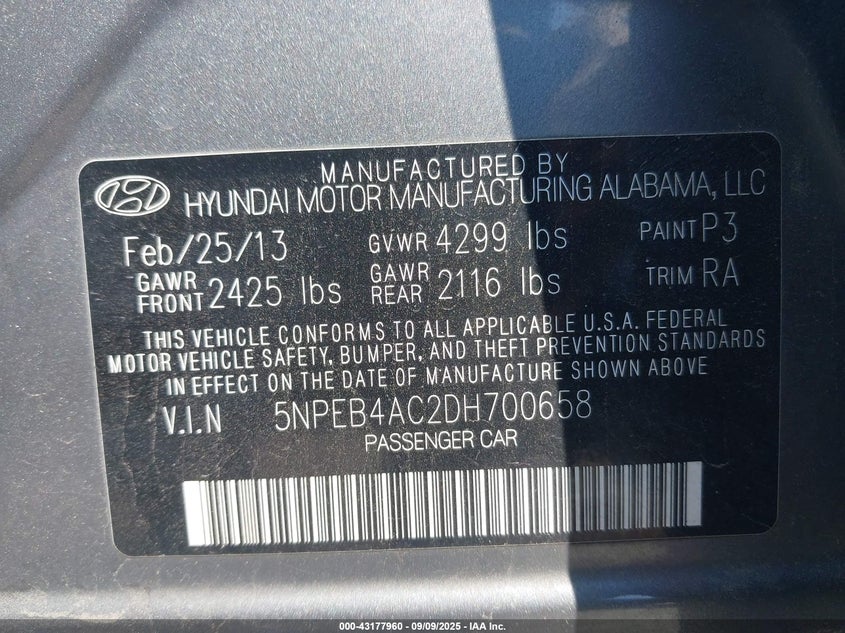 MANUFACTURED BY
HYUNDAI MOTOR MANUFACTURING ALABAMA, LLC
Feb/25/13 GVWR 4299 lbs PAINT P3
GAWR FRONT 2425 lbs GAWR REAR 2116 lbs TRIM RA
THIS VEHICLE CONFORMS TO ALL APPLICABLE U.S.A. FEDERAL
MOTOR VEHICLE SAFETY, BUMPER, AND THEFT PREVENTION STANDARDS
IN EFFECT ON THE DATE OF MANUFACTURE SHOWN ABOVE
V.I.N 5NPEB4AC2DH700658
PASSENGER CAR
000-43177960 - 09/09/2025 - IAA Inc.